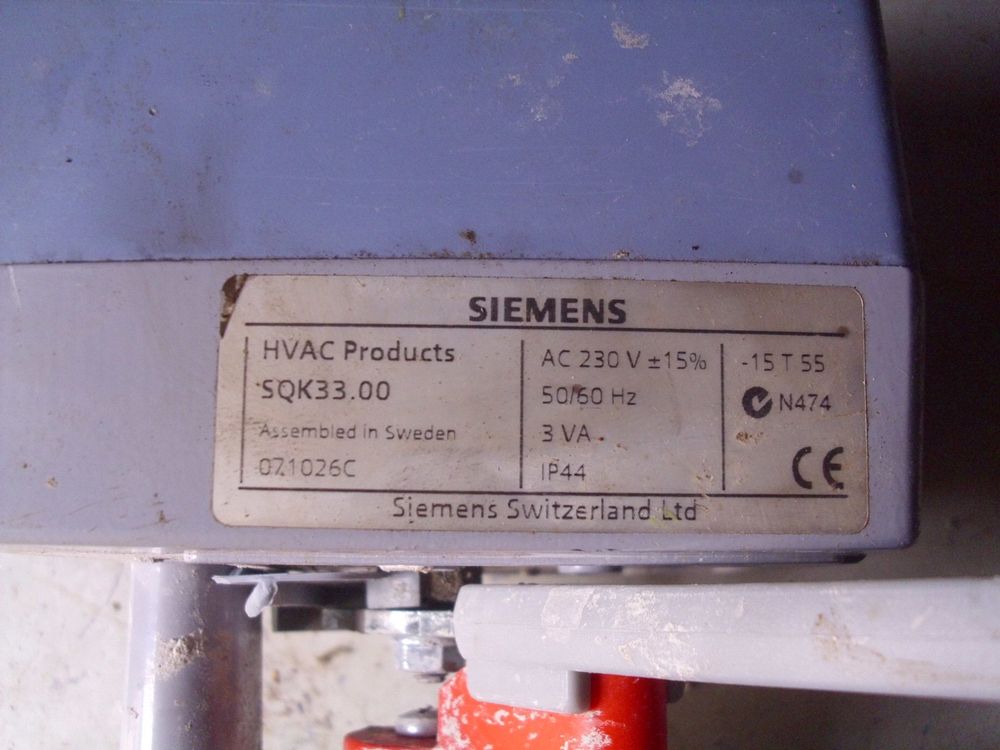 SIEMENS
HVAC Products
SQK33.00
Assembled in Sweden
071026C
AC 230 V ±15%
50/60 Hz
3 VA
IP44
-15 T 55
N474
CE
Siemens Switzerland Ltd